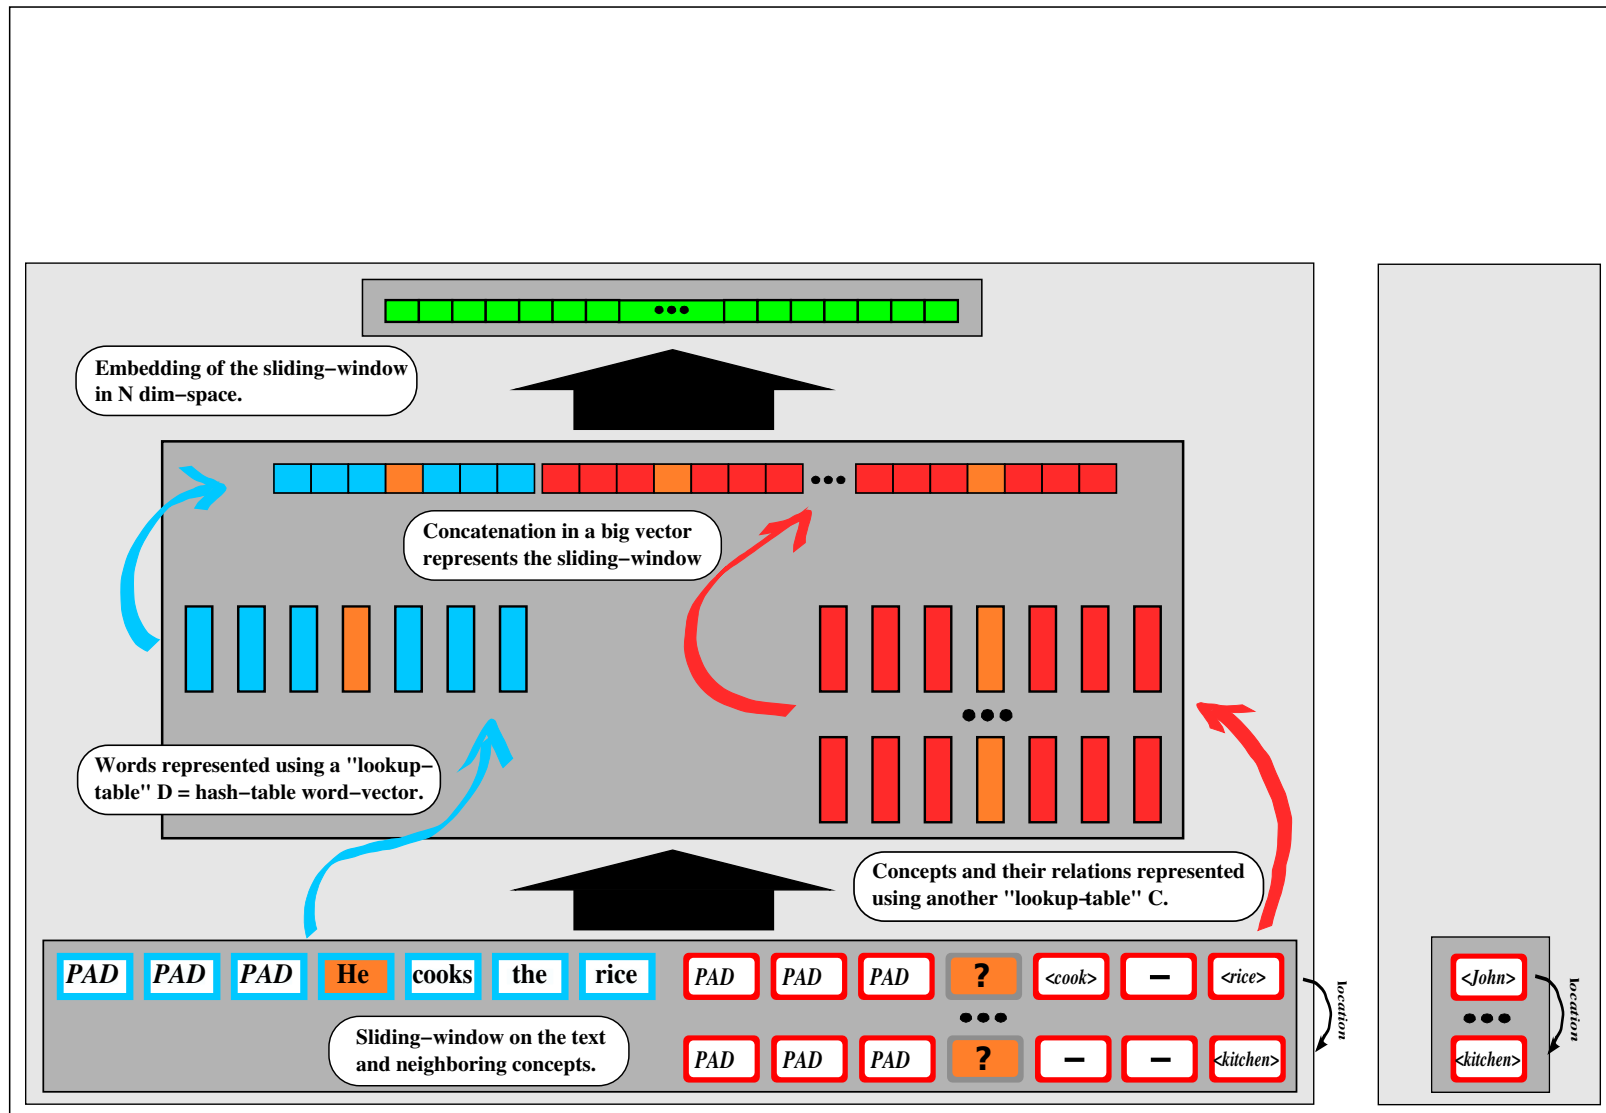 Embedding of the sliding−window
in N dim−space.
Concatenation in a big vector
represents the sliding−window
Words represented using a "lookup−
table" D = hash−table word−vector.
Concepts and their relations represented
using another "lookup-table" C.
PAD PAD PAD He cooks the rice PAD PAD PAD ? <cook> − <rice>
location
<John>
location
Sliding−window on the text
and neighboring concepts.
PAD PAD PAD ? − − <kitchen>
<kitchen>